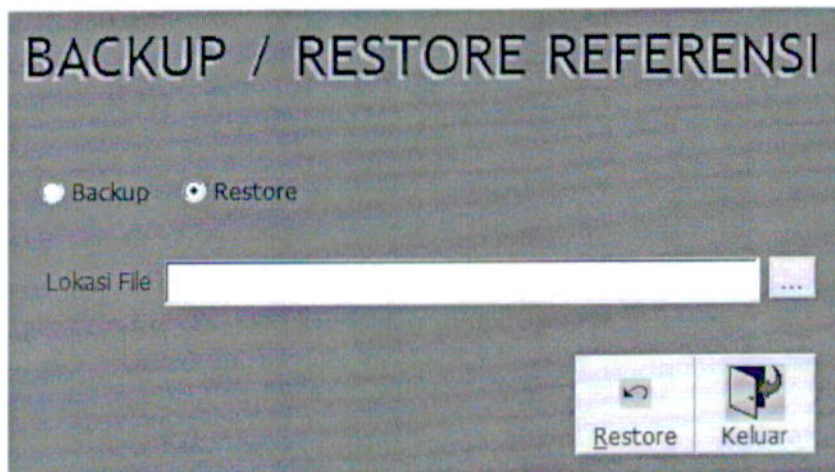 BACKUP / RESTORE REFERENSI
Backup Restore
Lokasi File ...
Restore Keluar